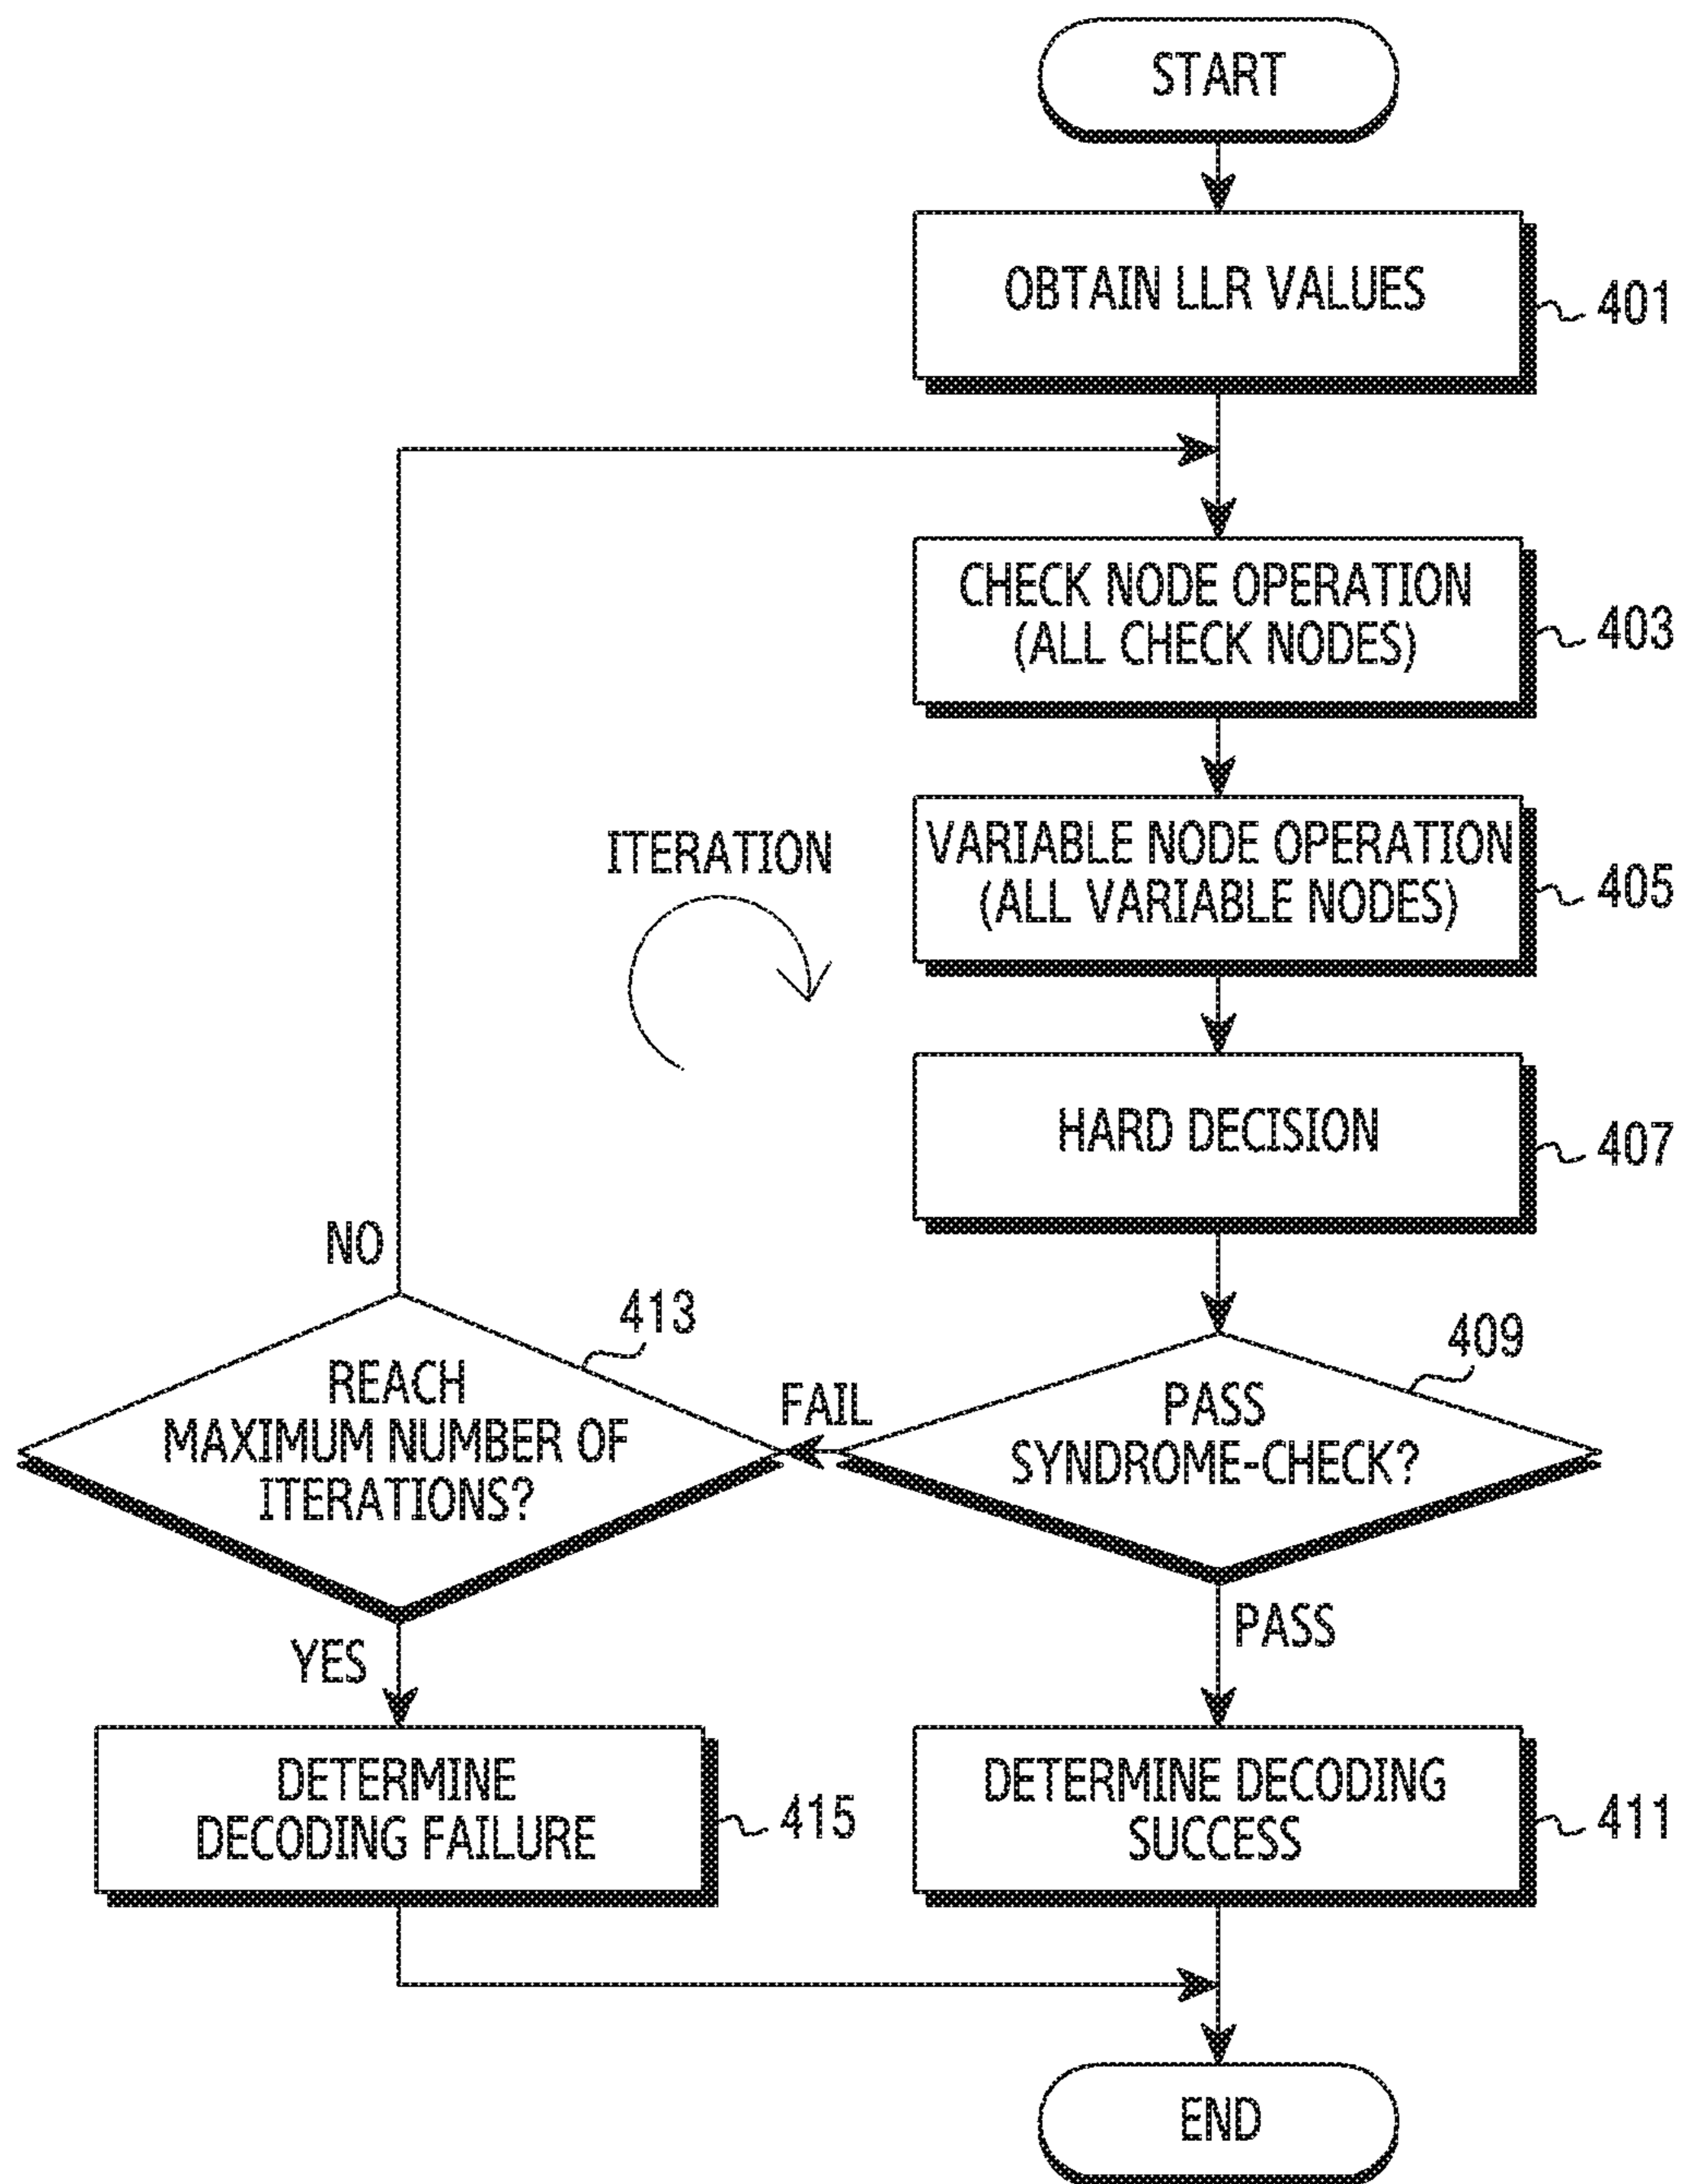 START
OBTAIN LLR VALUES
401
CHECK NODE OPERATION
(ALL CHECK NODES)
403
VARIABLE NODE OPERATION
(ALL VARIABLE NODES)
405
ITERATION
HARD DECISION
407
NO
413
REACH
MAXIMUM NUMBER OF
ITERATIONS?
FAIL
409
PASS
SYNDROME-CHECK?
YES
PASS
DETERMINE
DECODING FAILURE
415
DETERMINE DECODING
SUCCESS
411
END